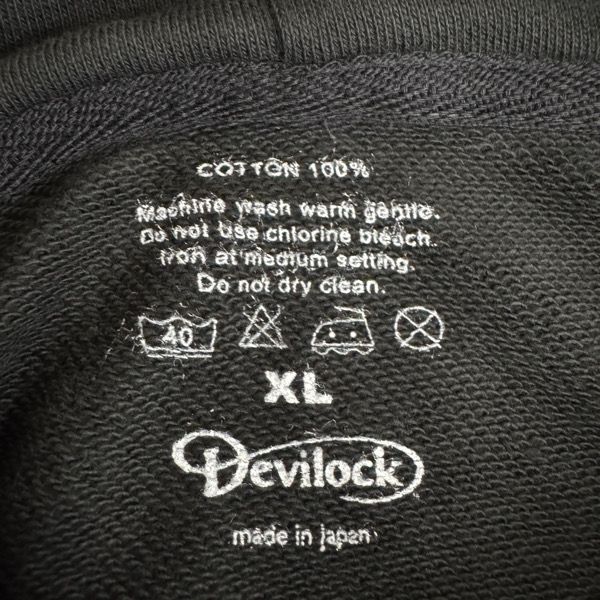 COTTON 100%
Machine wash warm gentle.
Do not use chlorine bleach.
Iron at medium setting.
Do not dry clean.
40
XL
Devilock
made in japan